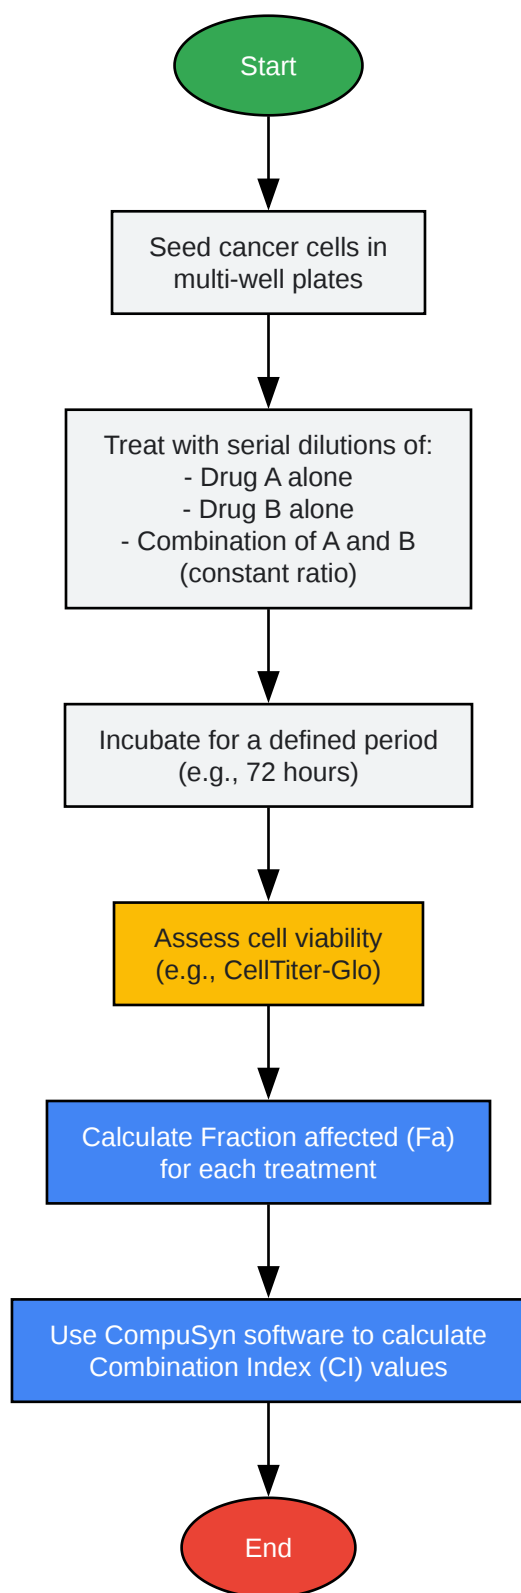 Start
Seed cancer cells in
multi-well plates
Treat with serial dilutions of:
- Drug A alone
- Drug B alone
- Combination of A and B
(constant ratio)
Incubate for a defined period
(e.g., 72 hours)
Assess cell viability
(e.g., CellTiter-Glo)
Calculate Fraction affected (Fa)
for each treatment
Use CompuSyn software to calculate
Combination Index (CI) values
End